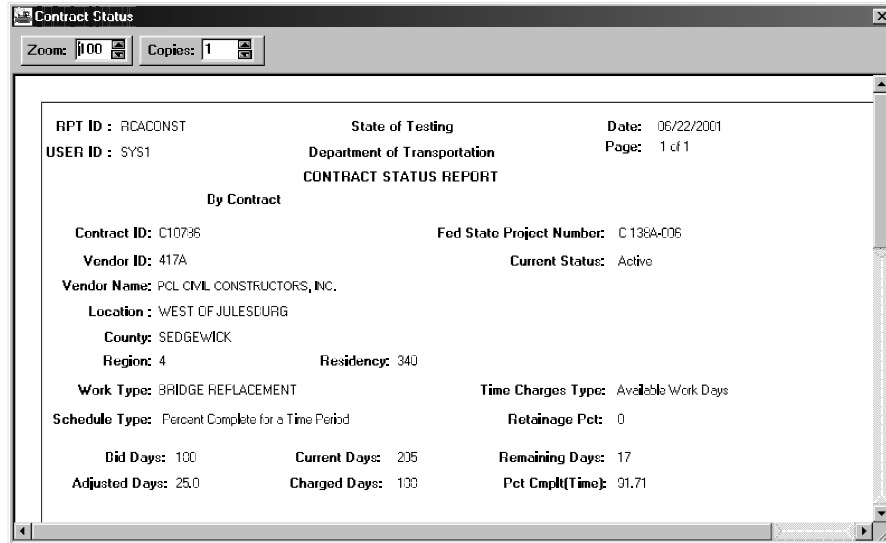 Contract Status
Zoom: 100 Copies: 1
RPT ID : RCACONST State of Testing Date: 06/22/2001
USER ID : SYS1 Department of Transportation Page: 1 of 1
CONTRACT STATUS REPORT
By Contract
Contract ID: C10786 Fed State Project Number: C 138A-006
Vendor ID: 417A Current Status: Active
Vendor Name: PCL CIVIL CONSTRUCTORS, INC.
Location : WEST OF JULESBURG
County: SEDGEWICK
Region: 4 Residency: 340
Work Type: BRIDGE REPLACEMENT Time Charges Type: Available Work Days
Schedule Type: Percent Complete for a Time Period Retainage Pct: 0
Bid Days: 180 Current Days: 205 Remaining Days: 17
Adjusted Days: 25.0 Charged Days: 188 Pct Cmplt(Time): 91.71